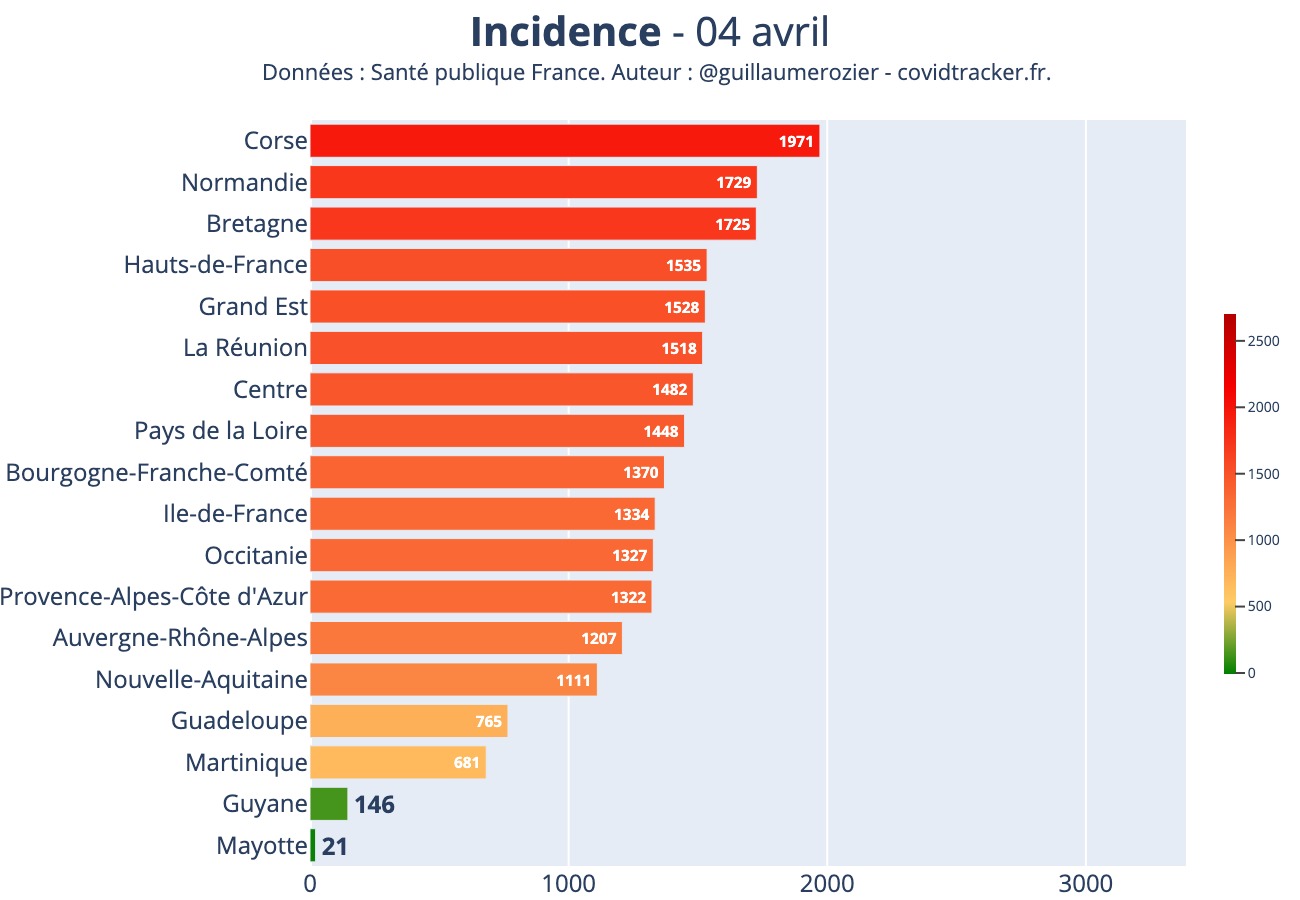 Incidence - 04 avril
Données : Santé publique France. Auteur : @guillaumerozier - covidtracker.fr.
Corse 1971
Normandie 1729
Bretagne 1725
Hauts-de-France 1535
Grand Est 1528
La Réunion 1518
Centre 1482
Pays de la Loire 1448
Bourgogne-Franche-Comté 1370
Ile-de-France 1334
Occitanie 1327
Provence-Alpes-Côte d'Azur 1322
Auvergne-Rhône-Alpes 1207
Nouvelle-Aquitaine 1111
Guadeloupe 765
Martinique 681
Guyane 146
Mayotte 21
0 1000 2000 3000
2500
2000
1500
1000
500
0